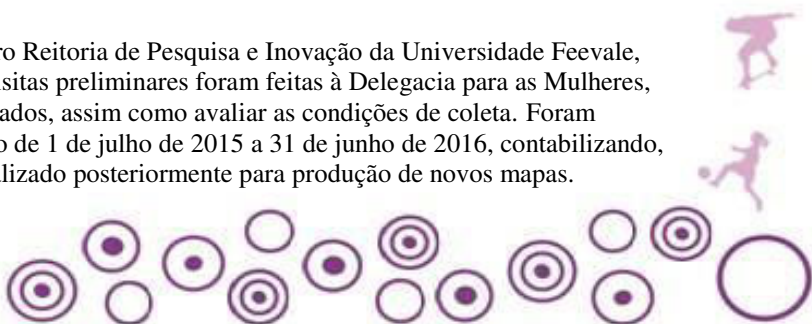 ro Reitoria de Pesquisa e Inovação da Universidade Feevale,
sitas preliminares foram feitas à Delegacia para as Mulheres,
ados, assim como avaliar as condições de coleta. Foram
o de 1 de julho de 2015 a 31 de junho de 2016, contabilizando,
alizado posteriormente para produção de novos mapas.